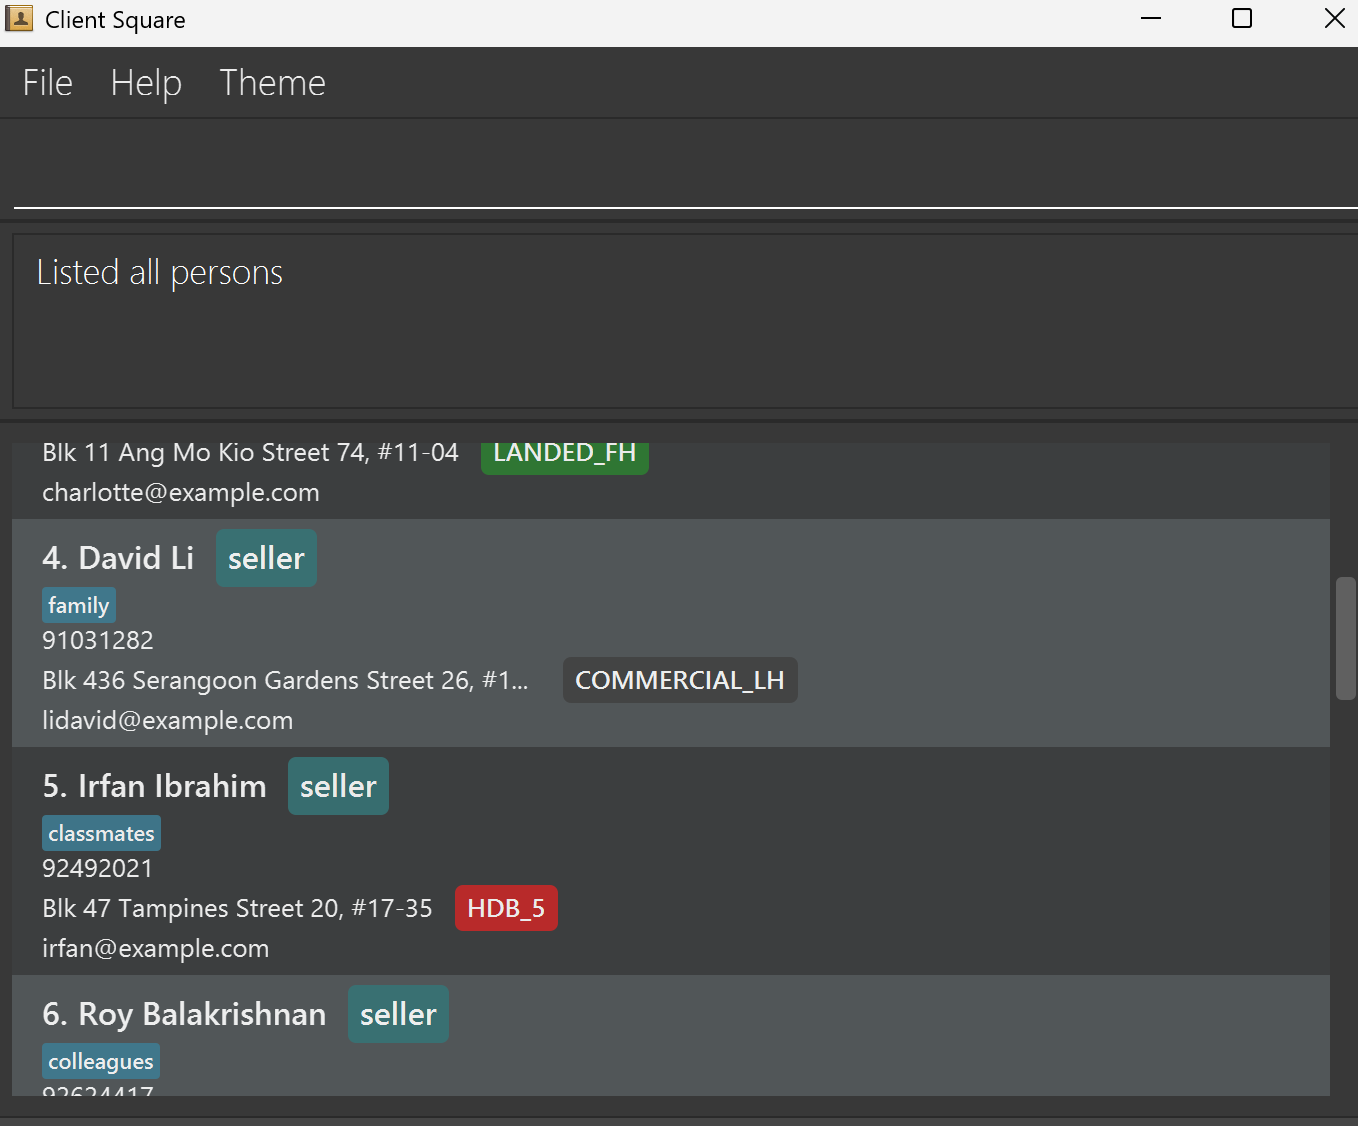 Client Square
File Help Theme
Listed all persons
Blk 11 Ang Mo Kio Street 74, #11-04 LANDED_FH
charlotte@example.com
4. David Li seller
family
91031282
Blk 436 Serangoon Gardens Street 26, #1... COMMERCIAL_LH
lidavid@example.com
5. Irfan Ibrahim seller
classmates
92492021
Blk 47 Tampines Street 20, #17-35 HDB_5
irfan@example.com
6. Roy Balakrishnan seller
colleagues
92624417